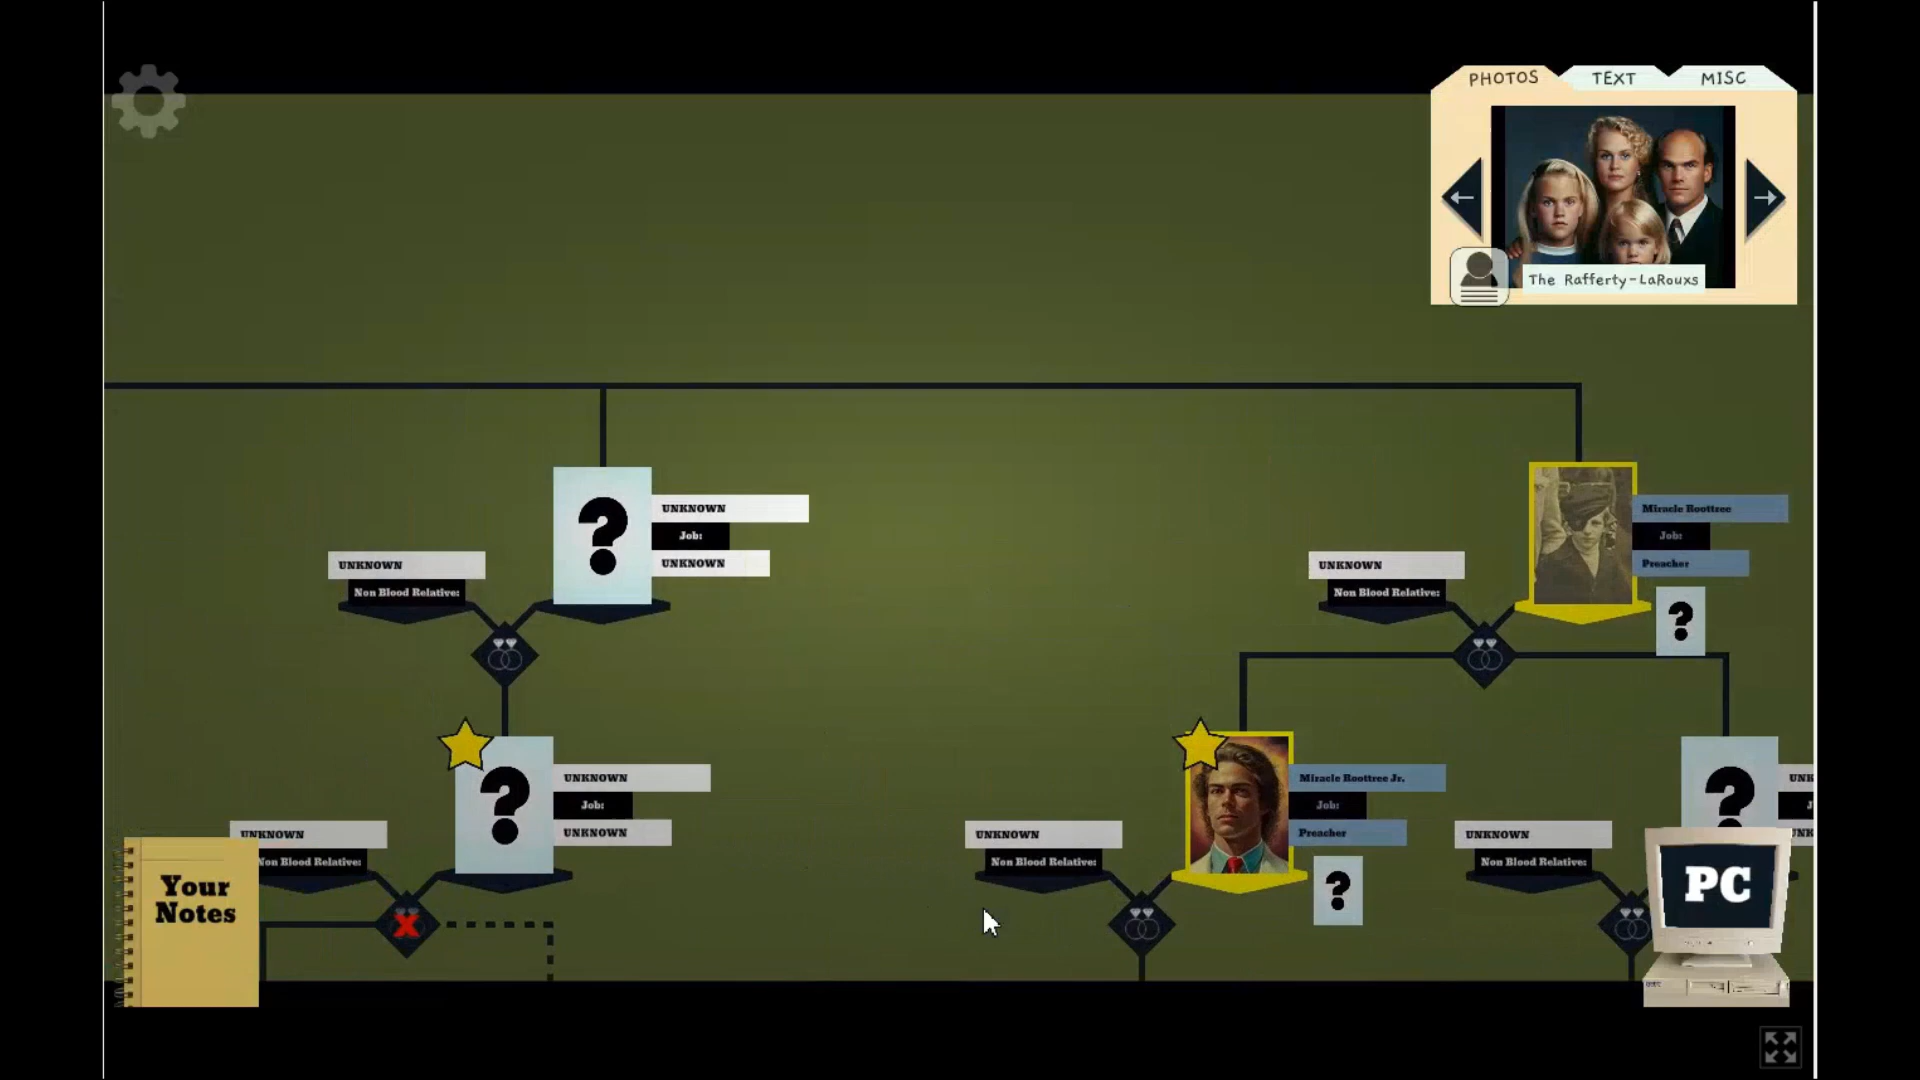 PHOTOS
TEXT
MISC
The Rafferty-LaRouxs
UNKNOWN
Job:
UNKNOWN
UNKNOWN
Non Blood Relative:
Miracle Roottree
Job:
Preacher
UNKNOWN
Non Blood Relative:
UNKNOWN
Job:
UNKNOWN
UNKNOWN
Non Blood Relative:
Miracle Roottree Jr.
Job:
Preacher
UNKNOWN
Non Blood Relative:
UNKNOWN
Non Blood Relative:
Your
Notes
PC